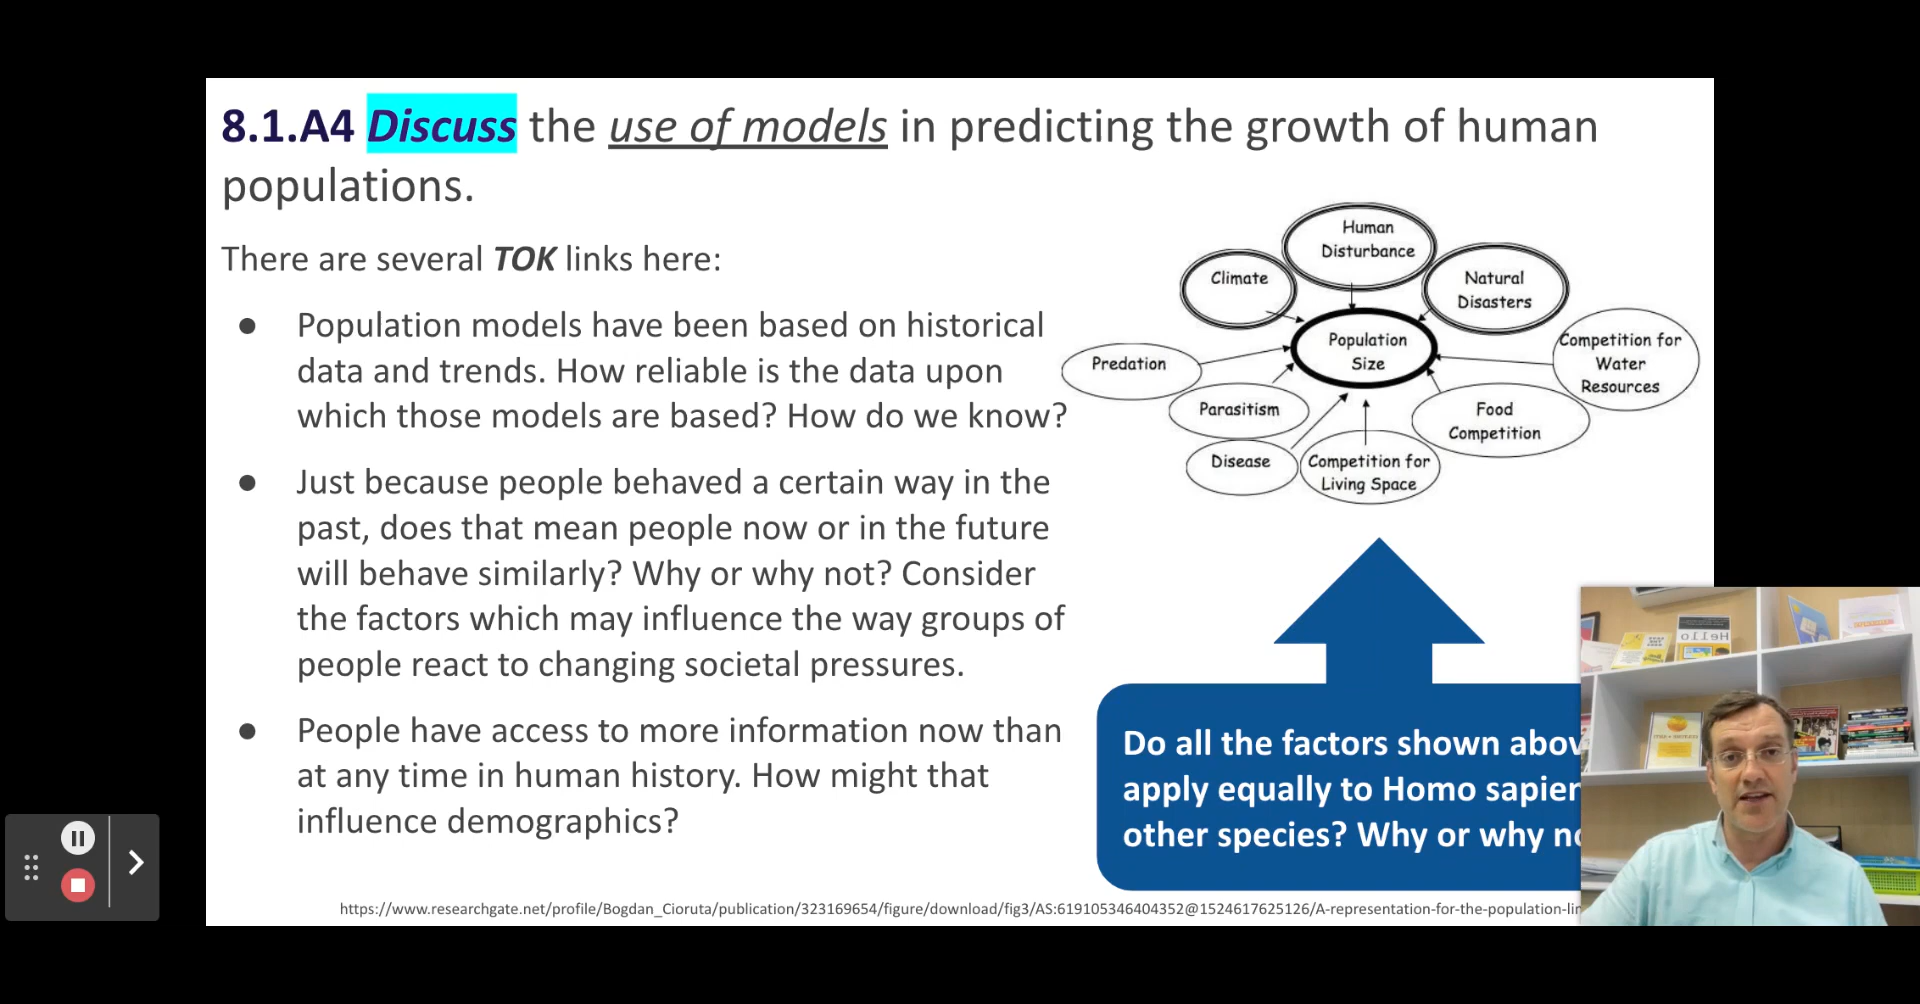 8.1.A4 Discuss the use of models in predicting the growth of human
populations.
There are several TOK links here:
● Population models have been based on historical
data and trends. How reliable is the data upon
which those models are based? How do we know?
● Just because people behaved a certain way in the
past, does that mean people now or in the future
will behave similarly? Why or why not? Consider
the factors which may influence the way groups of
people react to changing societal pressures.
● People have access to more information now than
at any time in human history. How might that
influence demographics?
Human
Disturbance
Climate
Natural
Disasters
Population
Size
Competition for
Water
Resources
Predation
Parasitism
Food
Competition
Disease
Competition for
Living Space
Do all the factors shown abov
apply equally to Homo sapien
other species? Why or why no
https://www.researchgate.net/profile/Bogdan_Cioruta/publication/323169654/figure/download/fig3/AS:619105346404352@1524617625126/A-representation-for-the-population-lin
Hello